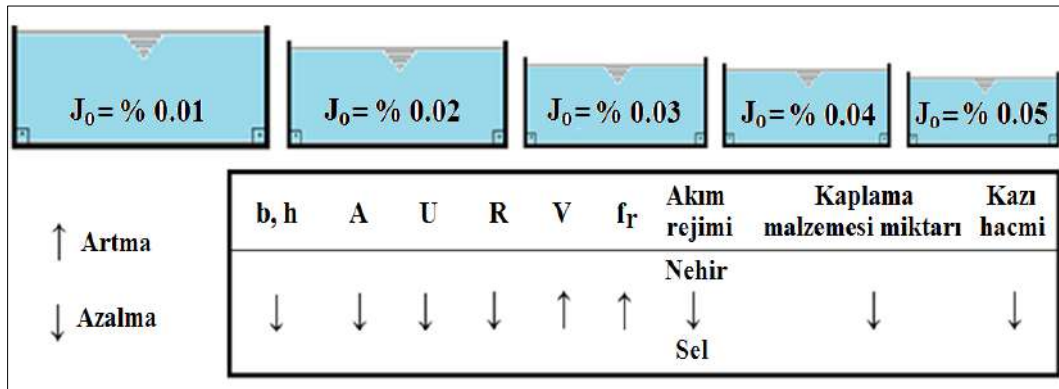 J₀= % 0.01
J₀= % 0.02
J₀= % 0.03
J₀= % 0.04
J₀= % 0.05
↑ Artma
↓ Azalma
b, h A U R V fr Akım rejimi Kaplama malzemesi miktarı Kazı hacmi
↓ ↓ ↓ ↓ ↑ ↑ Nehir ↓ Sel ↓ ↓